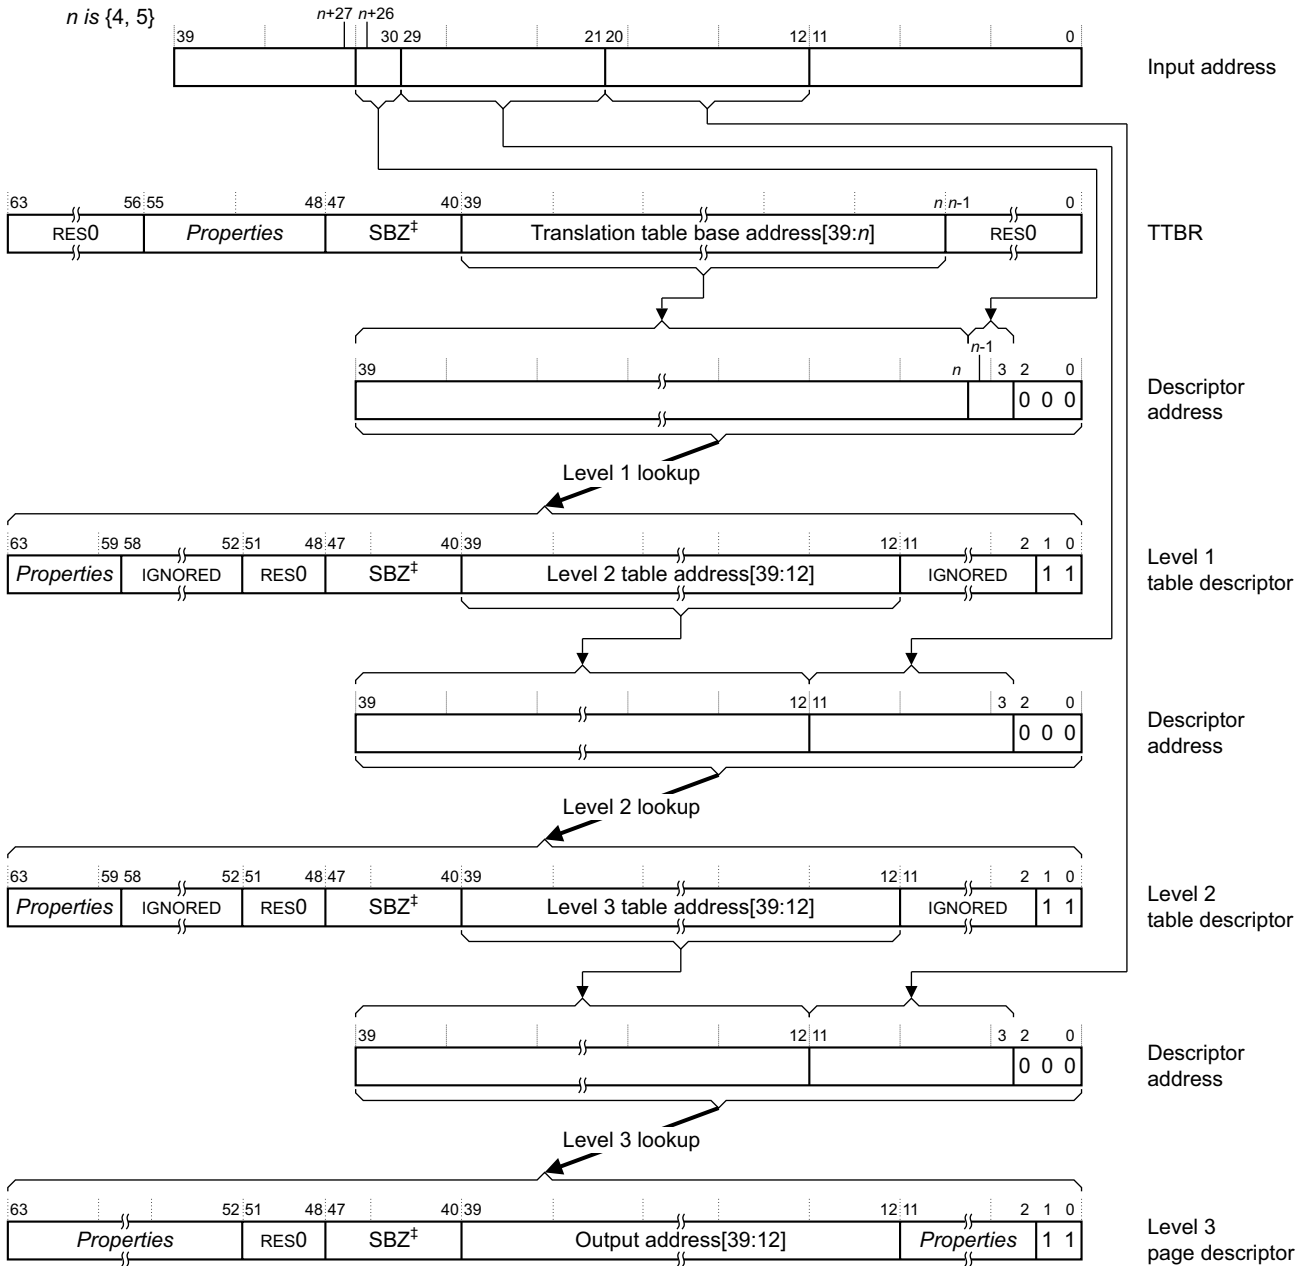 n is {4, 5}
n+27 n+26
39 30 29 21 20 12 11 0
Input address
63 56 55 48 47 40 39 n n-1 0
RES0 Properties SBZ‡ Translation table base address[39:n] RES0
TTBR
n-1
39 n 3 2 0
0 0 0
Descriptor
address
Level 1 lookup
63 59 58 52 51 48 47 40 39 12 11 2 1 0
Properties IGNORED RES0 SBZ‡ Level 2 table address[39:12] IGNORED 1 1
Level 1
table descriptor
39 12 11 3 2 0
0 0 0
Descriptor
address
Level 2 lookup
63 59 58 52 51 48 47 40 39 12 11 2 1 0
Properties IGNORED RES0 SBZ‡ Level 3 table address[39:12] IGNORED 1 1
Level 2
table descriptor
39 12 11 3 2 0
0 0 0
Descriptor
address
Level 3 lookup
63 52 51 48 47 40 39 12 11 2 1 0
Properties RES0 SBZ‡ Output address[39:12] Properties 1 1
Level 3
page descriptor